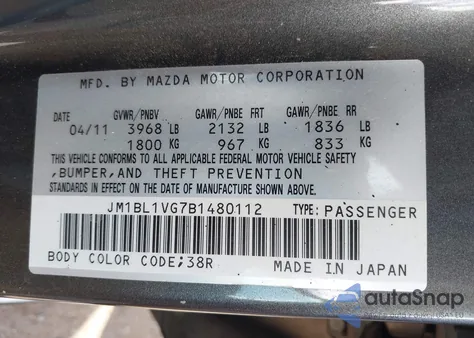 MFD. BY MAZDA MOTOR CORPORATION
DATE GVWR/PNBV GAWR/PNBE FRT GAWR/PNBE RR
04/11 3968 LB 2132 LB 1836 LB
1800 KG 967 KG 833 KG
THIS VEHICLE CONFORMS TO ALL APPLICABLE FEDERAL MOTOR VEHICLE SAFETY
,BUMPER,AND THEFT PREVENTION
STANDARDS IN EFFECT ON THE DATE OF MANUFACTURE SHOWN ABOVE.
JM1BL1VG7B1480112 TYPE: PASSENGER
BODY COLOR CODE;38R MADE IN JAPAN
autoSnap